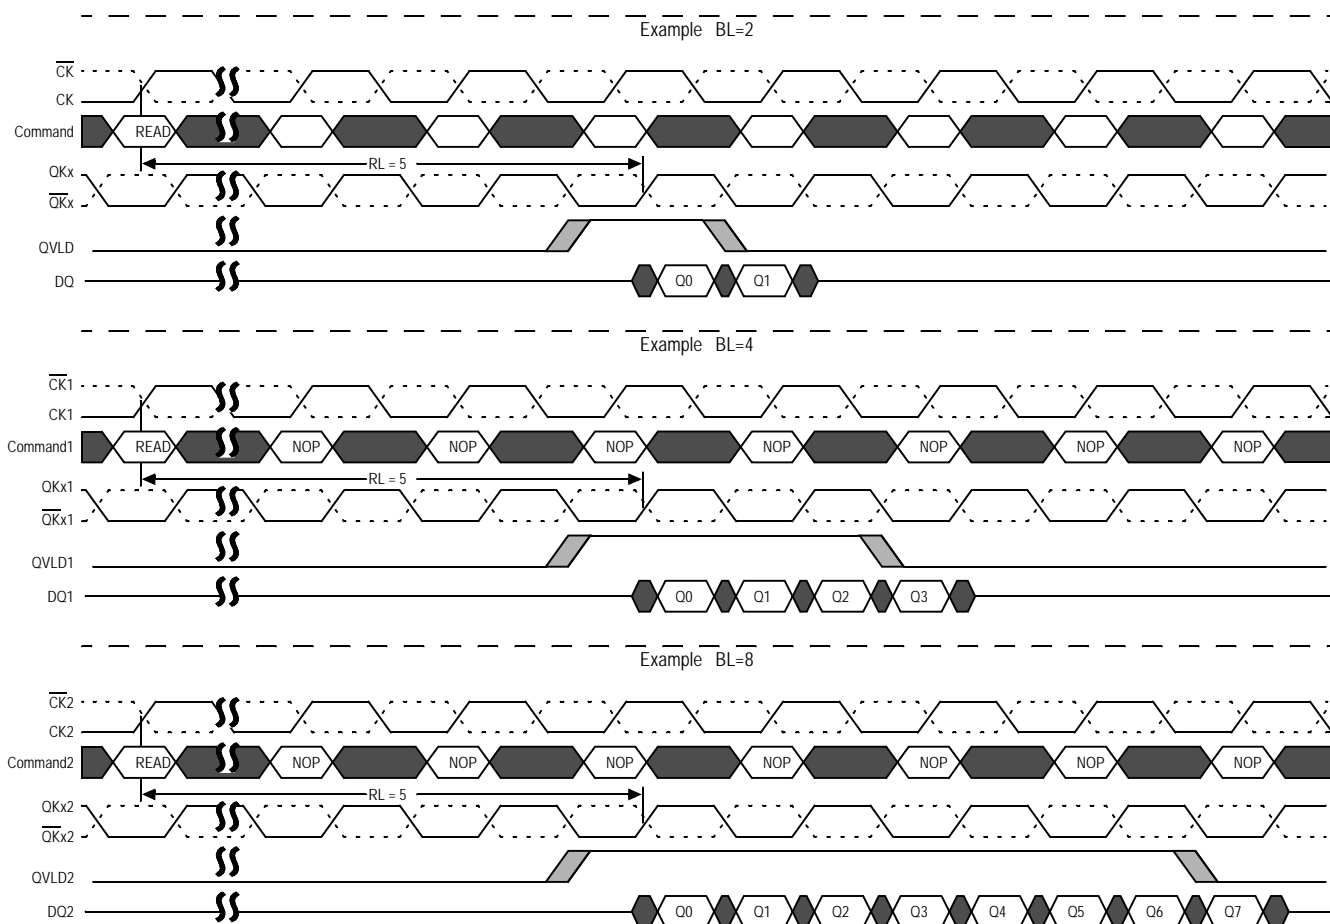 Example BL=2
CK
CK
Command READ
RL = 5
QKx
QKx
QVLD
DQ Q0 Q1
Example BL=4
CK1
CK1
Command1 READ NOP NOP NOP NOP NOP NOP NOP
RL = 5
QKx1
QKx1
QVLD1
DQ1 Q0 Q1 Q2 Q3
Example BL=8
CK2
CK2
Command2 READ NOP NOP NOP NOP NOP NOP NOP
RL = 5
QKx2
QKx2
QVLD2
DQ2 Q0 Q1 Q2 Q3 Q4 Q5 Q6 Q7